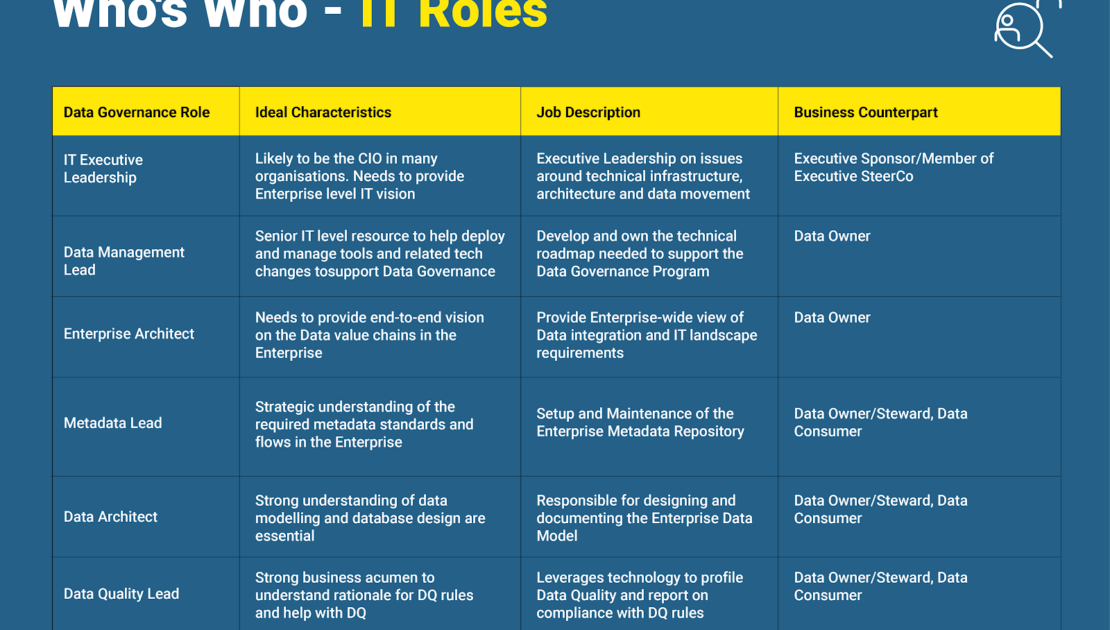 Who's Who - IT Roles
Data Governance Role
Ideal Characteristics
Job Description
Business Counterpart
IT Executive
Leadership
Likely to be the CIO in many
organisations. Needs to provide
Enterprise level IT vision
Executive Leadership on issues
around technical infrastructure,
architecture and data movement
Executive Sponsor/Member of
Executive SteerCo
Data Management
Lead
Senior IT level resource to help deploy
and manage tools and related tech
changes tosupport Data Governance
Develop and own the technical
roadmap needed to support the
Data Governance Program
Data Owner
Enterprise Architect
Needs to provide end-to-end vision
on the Data value chains in the
Enterprise
Provide Enterprise-wide view of
Data integration and IT landscape
requirements
Data Owner
Metadata Lead
Strategic understanding of the
required metadata standards and
flows in the Enterprise
Setup and Maintenance of the
Enterprise Metadata Repository
Data Owner/Steward, Data
Consumer
Data Architect
Strong understanding of data
modelling and database design are
essential
Responsible for designing and
documenting the Enterprise Data
Model
Data Owner/Steward, Data
Consumer
Data Quality Lead
Strong business acumen to
understand rationale for DQ rules
and help with DQ
Leverages technology to profile
Data Quality and report on
compliance with DQ rules
Data Owner/Steward, Data
Consumer